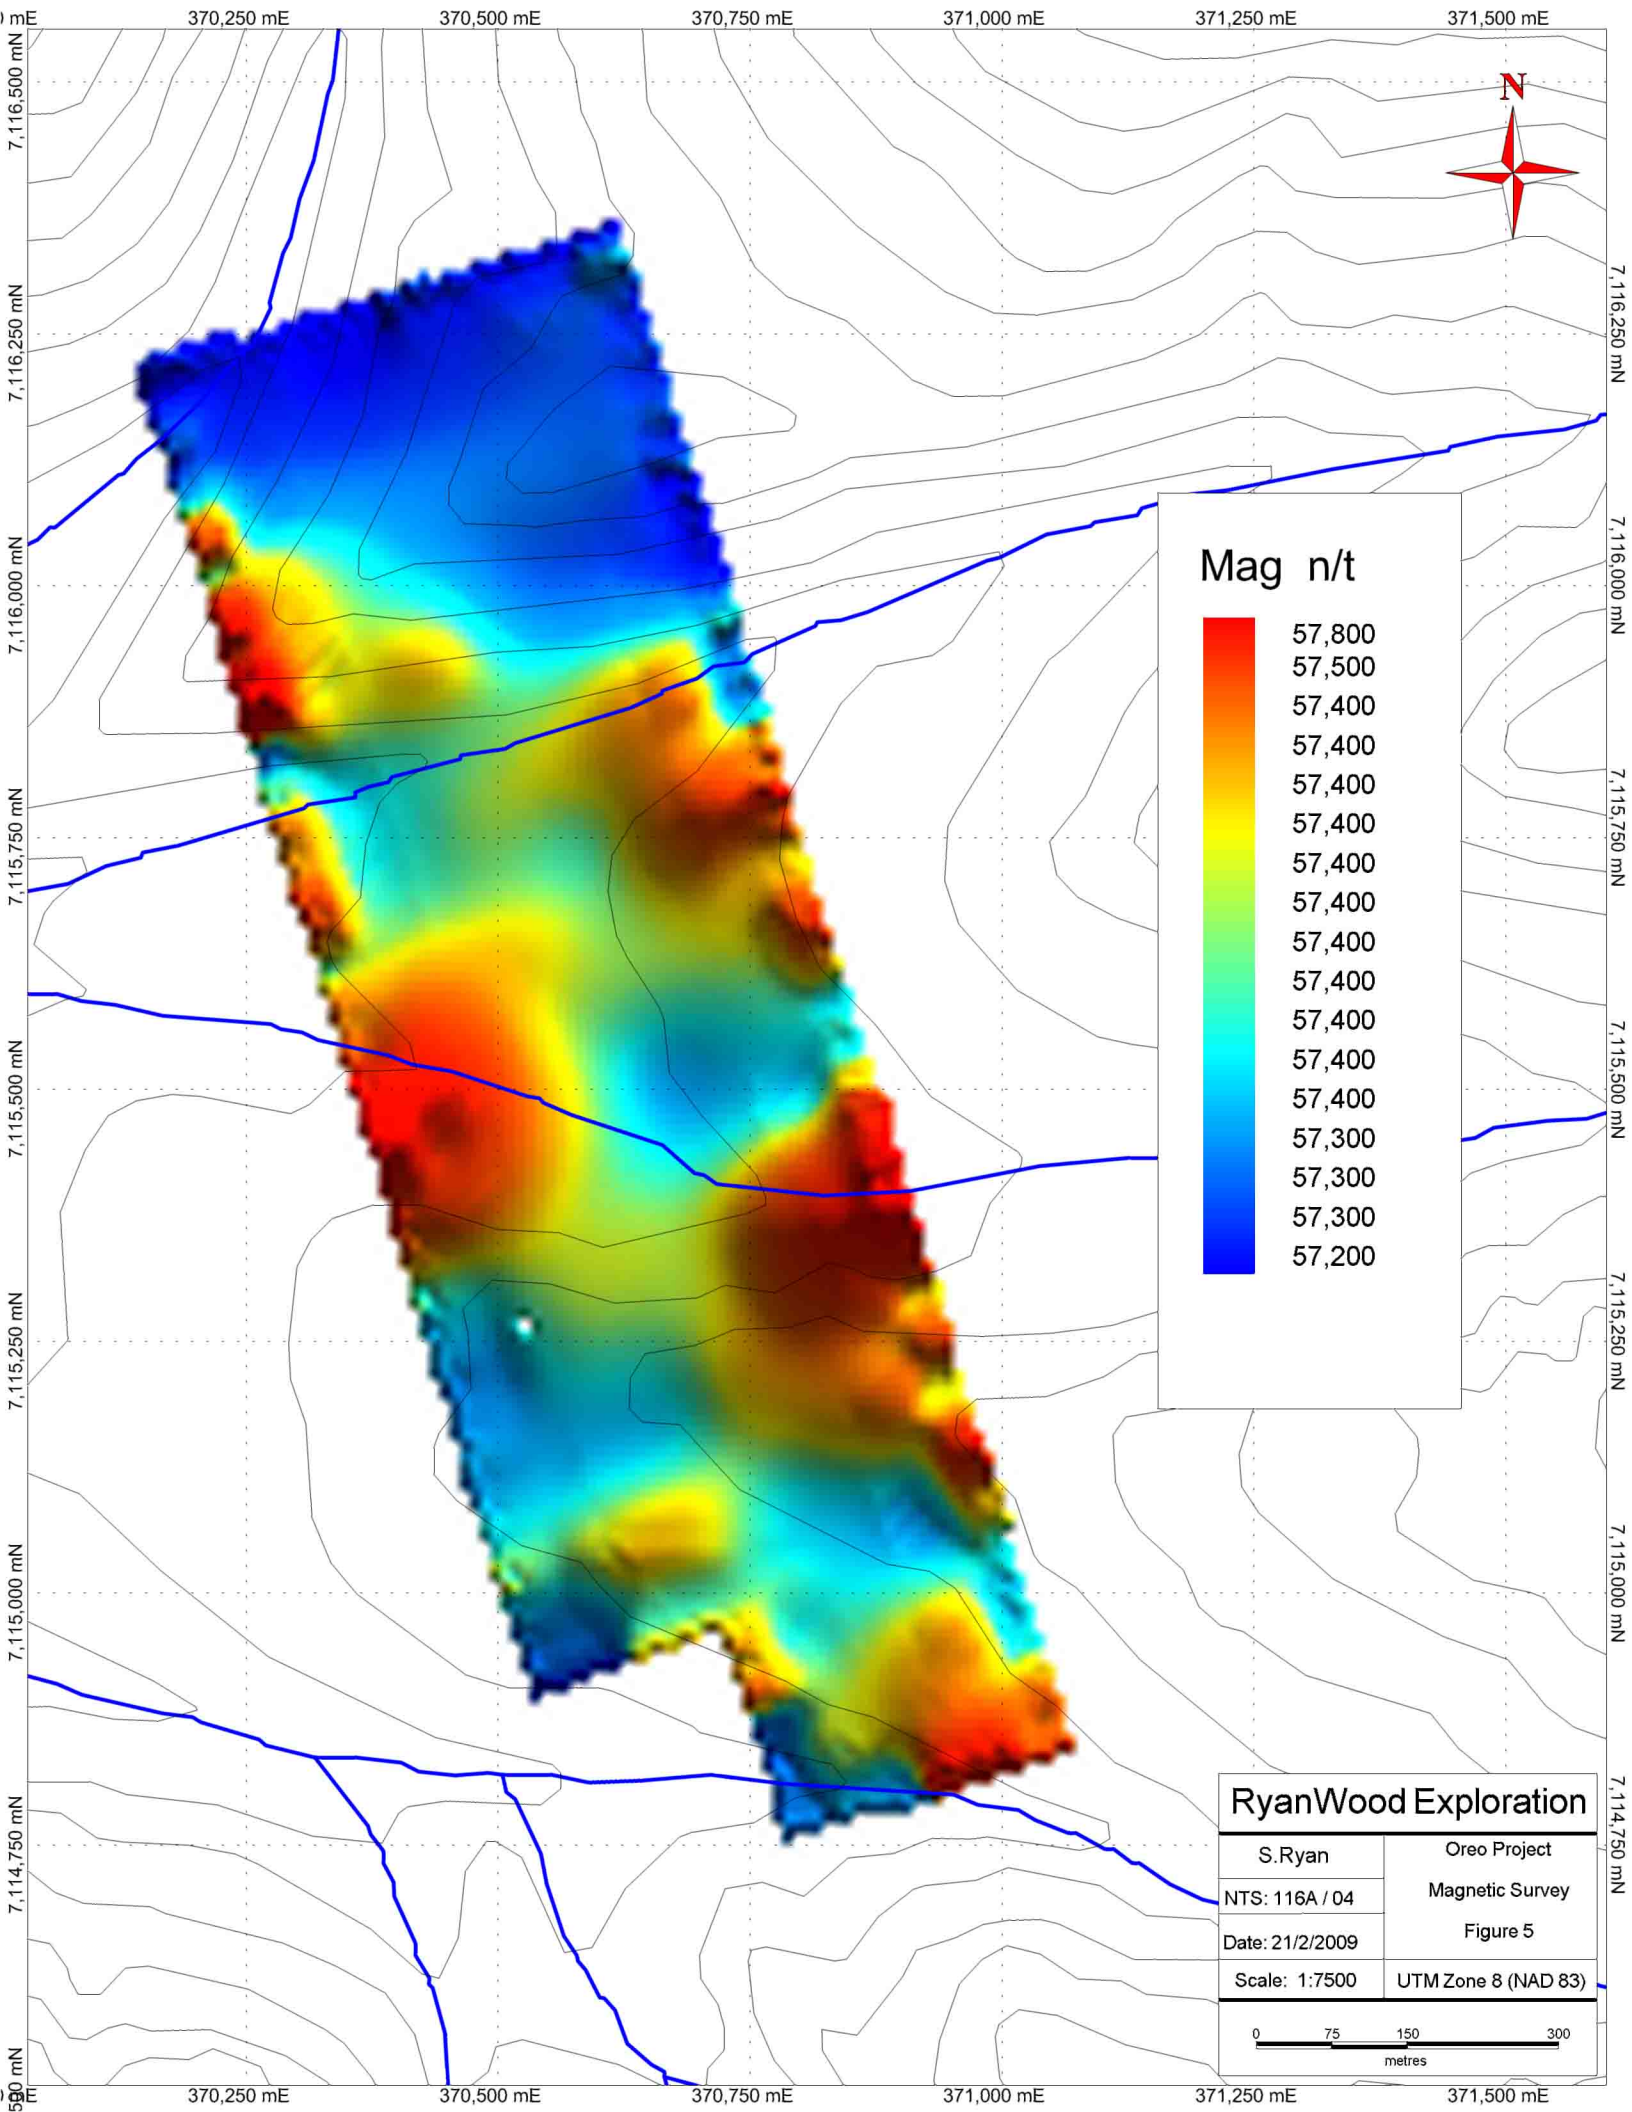 mE 370,250 mE 370,500 mE 370,750 mE 371,000 mE 371,250 mE 371,500 mE
7,116,500 mN
7,116,250 mN
7,116,000 mN
7,115,750 mN
7,115,500 mN
7,115,250 mN
7,115,000 mN
7,114,750 mN
N
7,116,250 mN
7,116,000 mN
7,115,750 mN
7,115,500 mN
7,115,250 mN
7,115,000 mN
7,114,750 mN
Mag n/t
57,800
57,500
57,400
57,400
57,400
57,400
57,400
57,400
57,400
57,400
57,400
57,400
57,400
57,300
57,300
57,300
57,200
RyanWood Exploration
S.Ryan
NTS: 116A / 04
Date: 21/2/2009
Scale: 1:7500
Oreo Project
Magnetic Survey
Figure 5
UTM Zone 8 (NAD 83)
0 75 150 300
metres
370,250 mE 370,500 mE 370,750 mE 371,000 mE 371,250 mE 371,500 mE